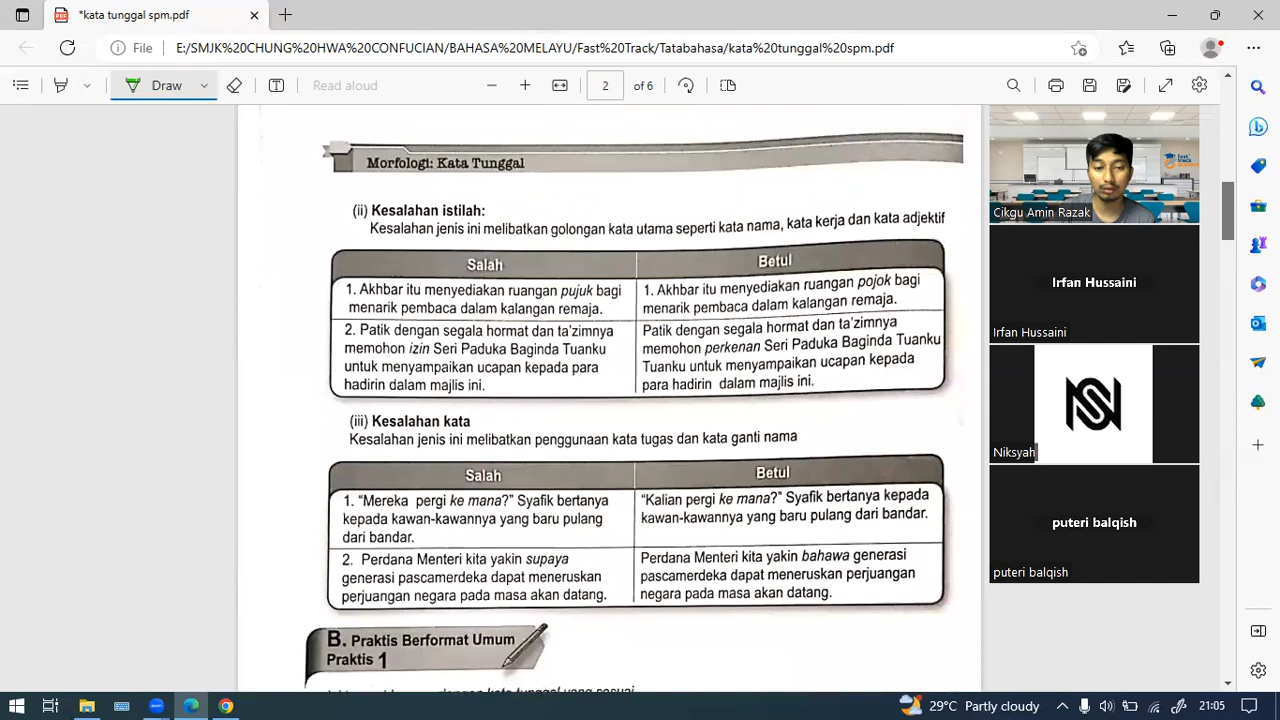 *kata tunggal spm.pdf
File
E:/SMJK%20CHUNG%20HWA%20CONFUCIAN/BAHASA%20MELAYU/Fast%20Track/Tatabahasa/kata%20tunggal%20spm.pdf
Draw
Read aloud
2 of 6
Morfologi: Kata Tunggal
(ii) Kesalahan istilah:
Kesalahan jenis ini melibatkan golongan kata utama seperti kata nama, kata kerja dan kata adjektif
Salah
1. Akhbar itu menyediakan ruangan pujuk bagi
menarik pembaca dalam kalangan remaja.
2. Patik dengan segala hormat dan ta'zimnya
memohon izin Seri Paduka Baginda Tuanku
untuk menyampaikan ucapan kepada para
hadirin dalam majlis ini.
Betul
1. Akhbar itu menyediakan ruangan pojok bagi
menarik pembaca dalam kalangan remaja.
Patik dengan segala hormat dan ta'zimnya
memohon perkenan Seri Paduka Baginda Tuanku
Tuanku untuk menyampaikan ucapan kepada
para hadirin dalam majlis ini.
(iii) Kesalahan kata
Kesalahan jenis ini melibatkan penggunaan kata tugas dan kata ganti nama
Salah
1. “Mereka pergi ke mana?” Syafik bertanya
kepada kawan-kawannya yang baru pulang
dari bandar.
2. Perdana Menteri kita yakin supaya
generasi pascamerdeka dapat meneruskan
perjuangan negara pada masa akan datang.
Betul
“Kalian pergi ke mana?” Syafik bertanya kepada
kawan-kawannya yang baru pulang dari bandar.
Perdana Menteri kita yakin bahawa generasi
pascamerdeka dapat meneruskan perjuangan
negara pada masa akan datang.
B. Praktis Berformat Umum
Praktis 1
dengan kata tunggal yang sesuai
Cikgu Amin Razak
Irfan Hussaini
Irfan Hussaini
Niksyah
puteri balqish
puteri balqish
29°C Partly cloudy
21:05